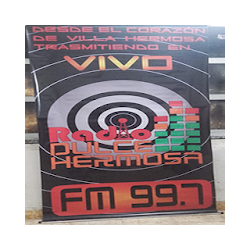 DESDE EL CORAZON
DE VILLA HERMOSA
TRASMITIENDO EN
VIVO
Radio
DULCE
HERMOSA
FM 99.7